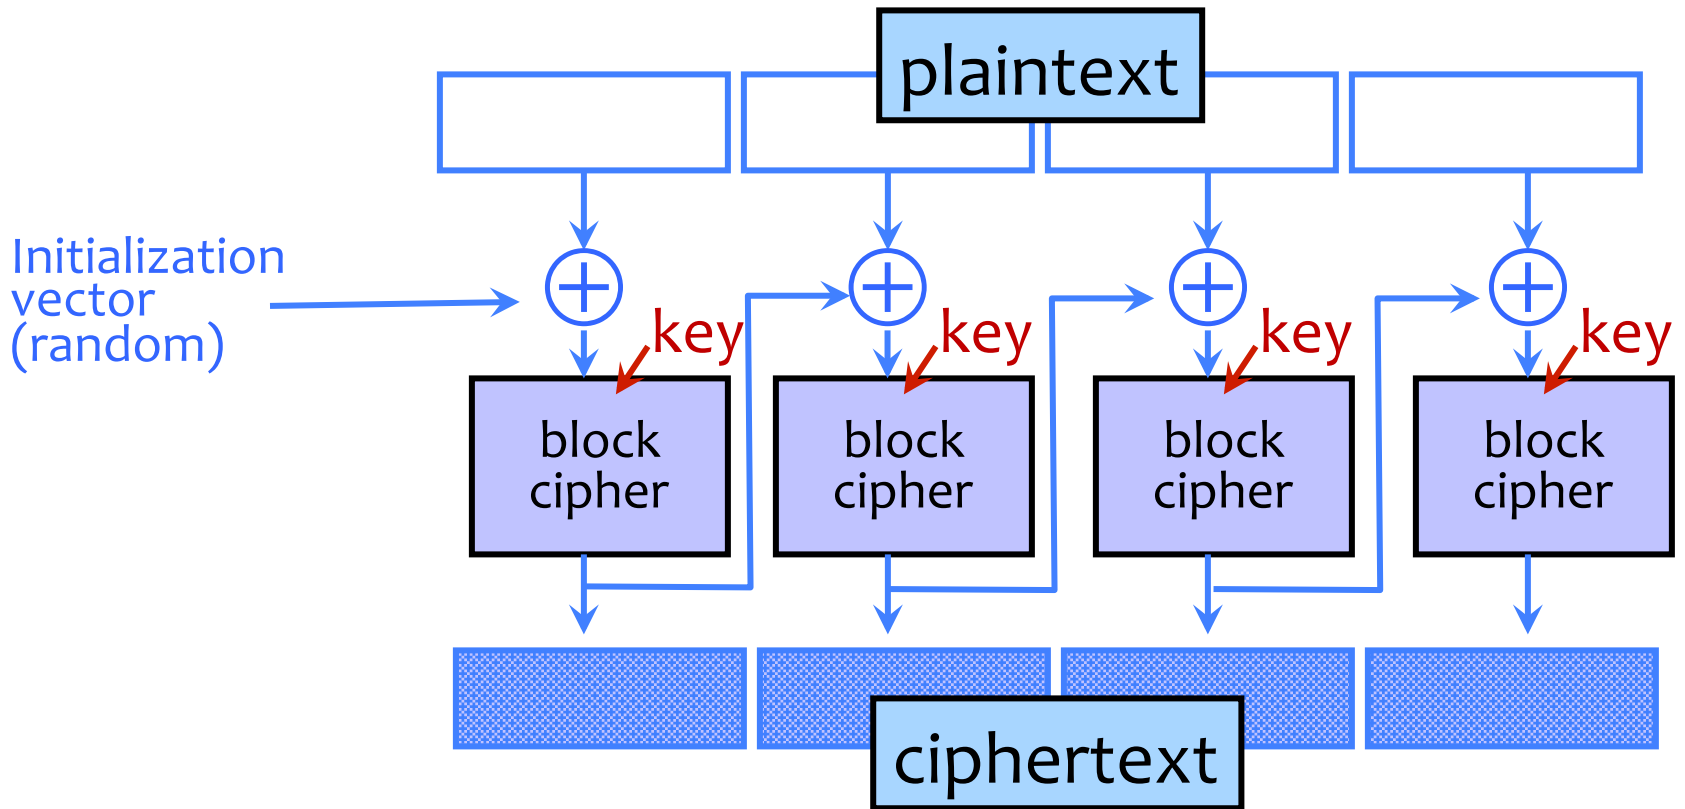 plaintext
Initialization
vector
(random)
key
key
key
key
block
cipher
block
cipher
block
cipher
block
cipher
ciphertext